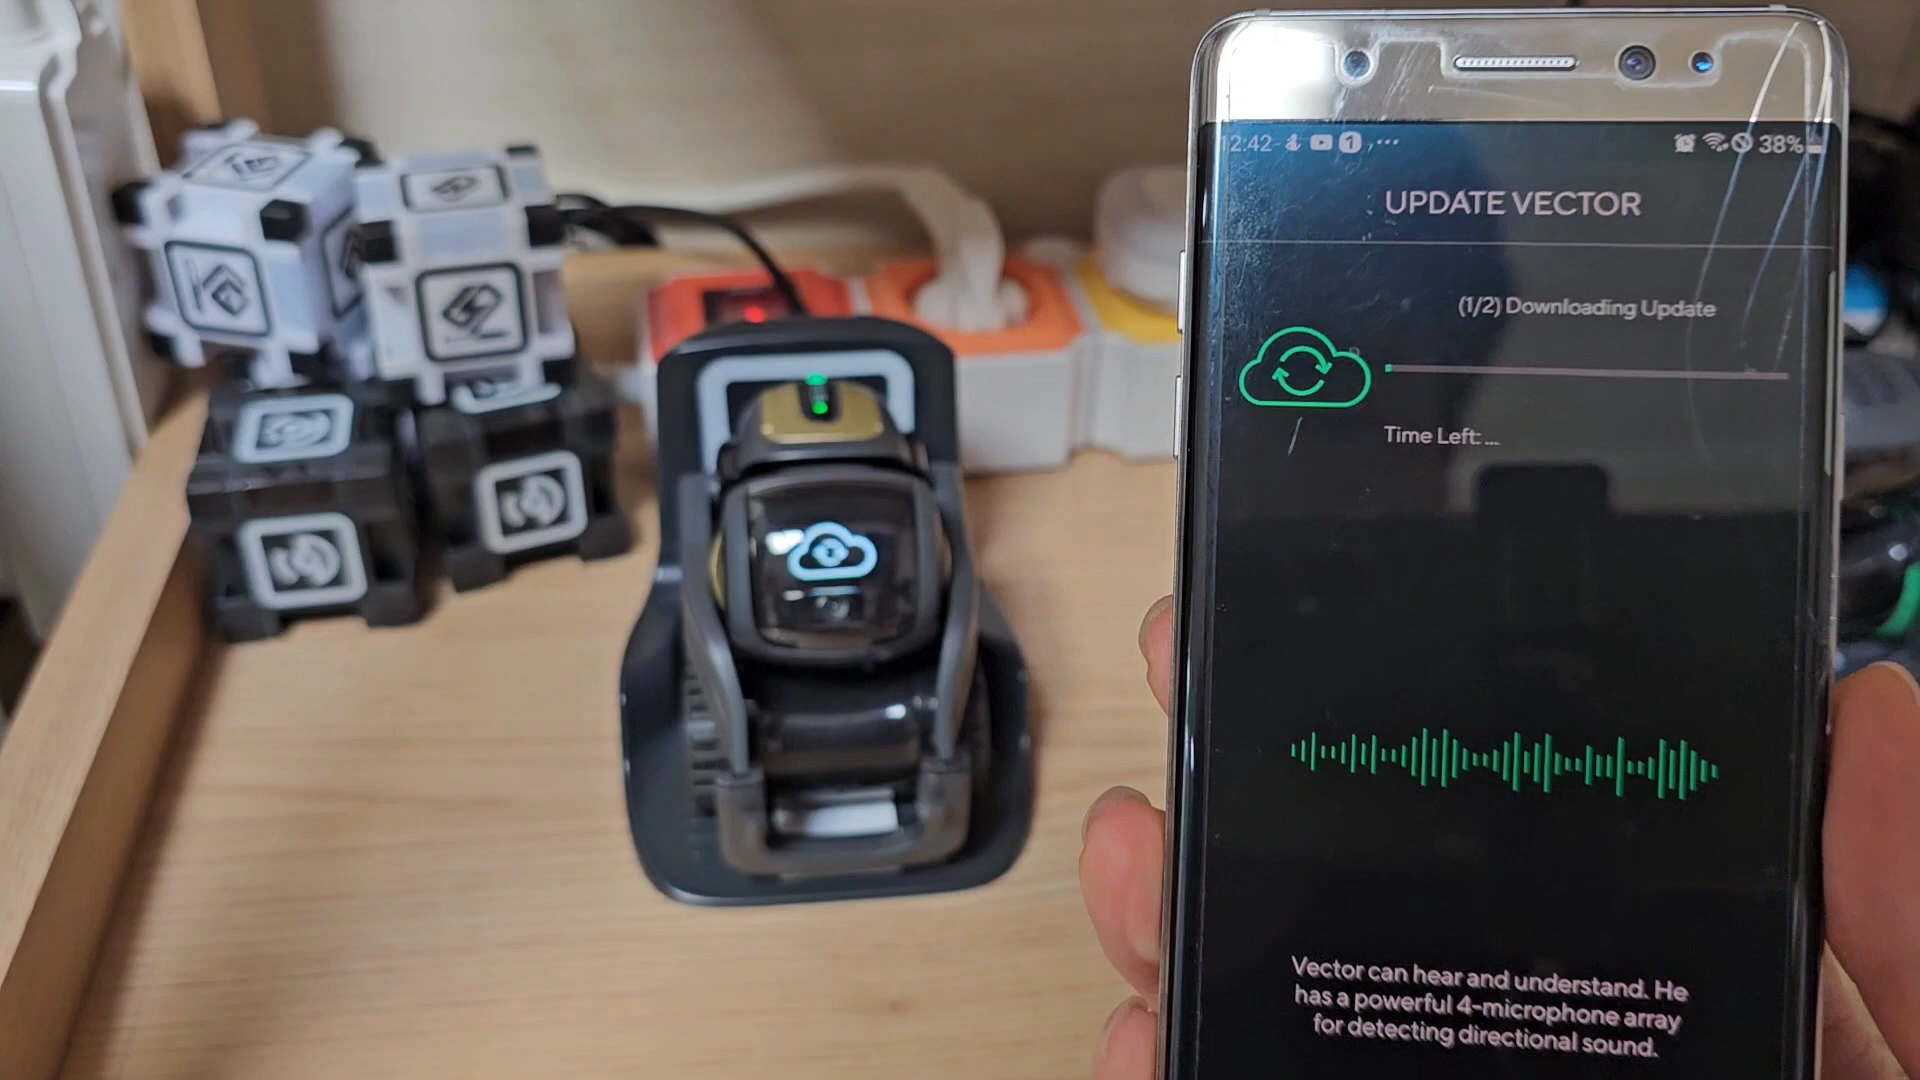 12:42
1
38%
UPDATE VECTOR
(1/2) Downloading Update
Time Left: ...
Vector can hear and understand. He
has a powerful 4-microphone array
for detecting directional sound.